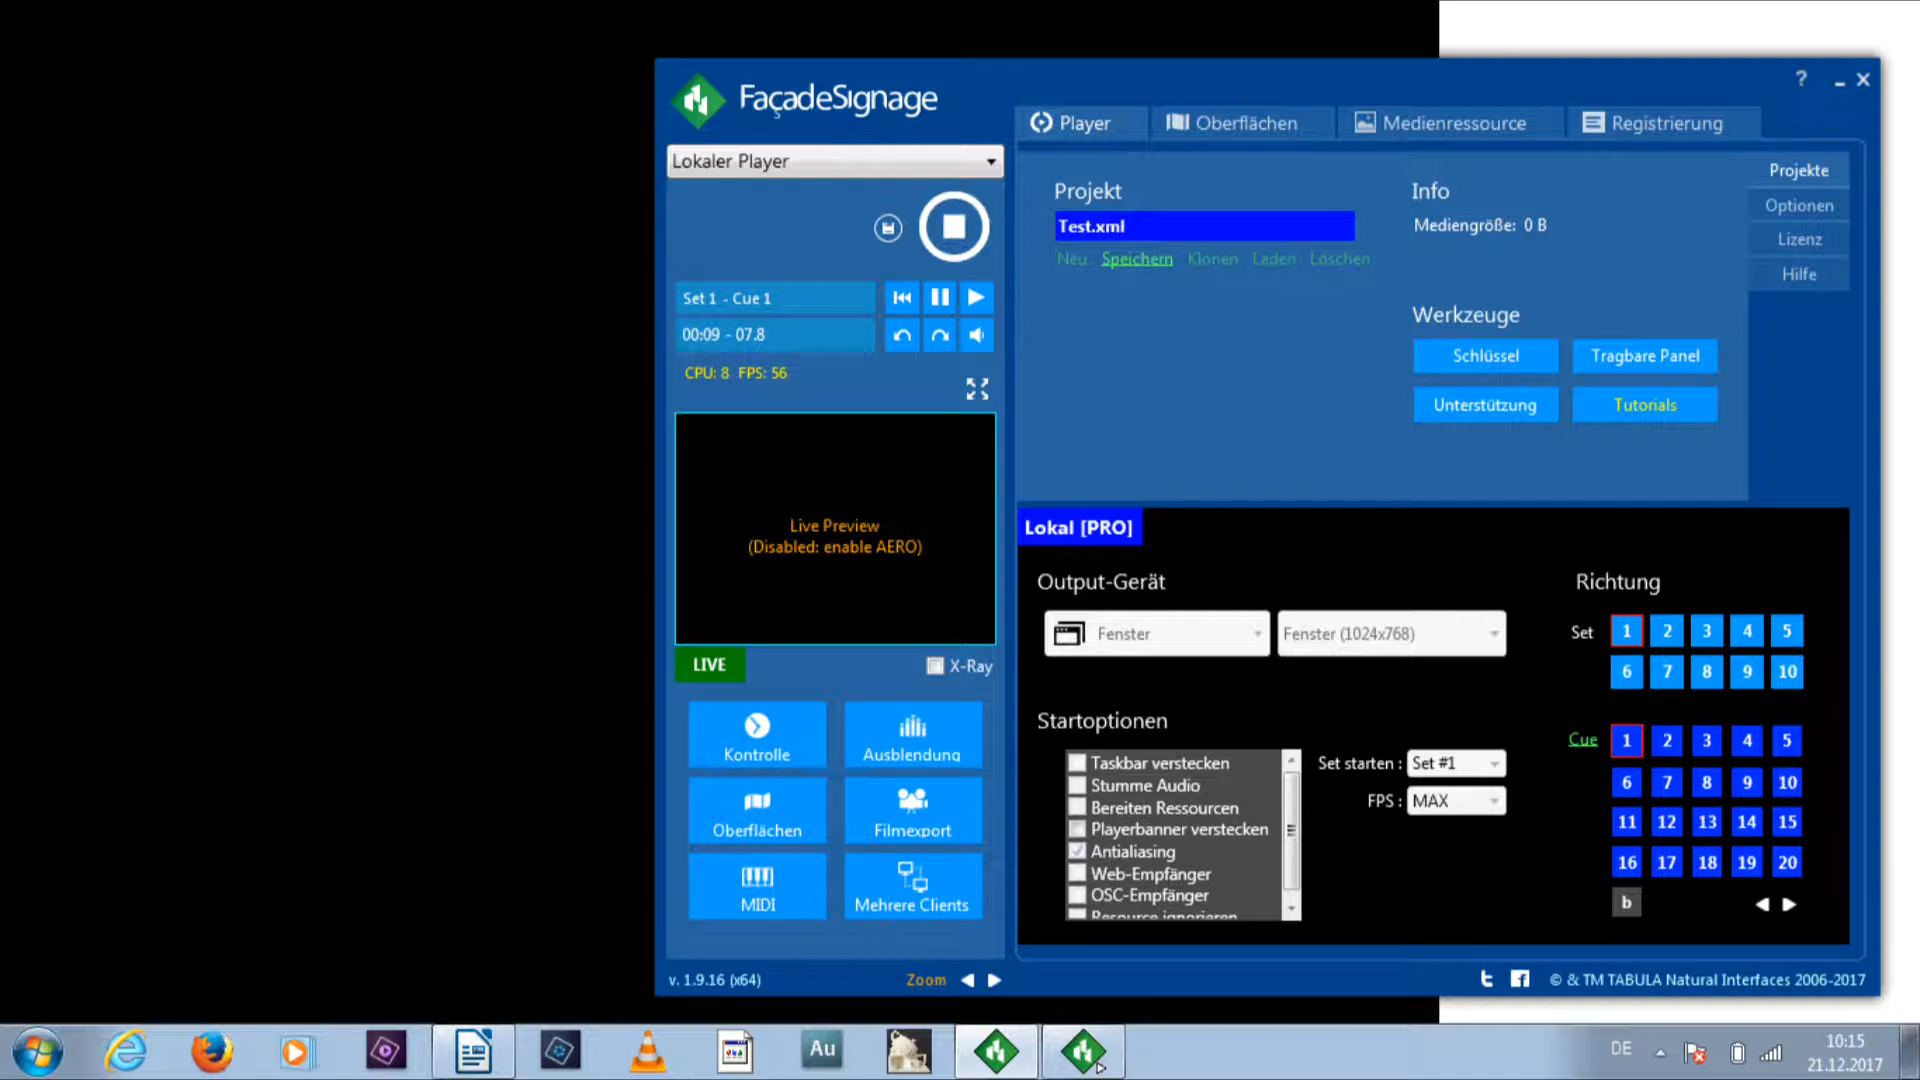 FaçadeSignage
?
Player
Oberflächen
Medienressource
Registrierung
Lokaler Player
Projekt
Test.xml
Neu Speichern Klonen Laden Löschen
Info
Mediengröße: 0 B
Projekte
Optionen
Lizenz
Hilfe
Set 1 - Cue 1
00:09 - 07.8
CPU: 8 FPS: 56
Werkzeuge
Schlüssel
Tragbare Panel
Unterstützung
Tutorials
Live Preview
(Disabled: enable AERO)
LIVE
X-Ray
Kontrolle
Ausblendung
Oberflächen
Filmexport
MIDI
Mehrere Clients
Lokal [PRO]
Output-Gerät
Fenster
Fenster (1024x768)
Startoptionen
Taskbar verstecken
Stumme Audio
Bereiten Ressourcen
Playerbanner verstecken
Antialiasing
Web-Empfänger
OSC-Empfänger
Resource ignorieren
Set starten : Set #1
FPS : MAX
Richtung
Set 1 2 3 4 5
6 7 8 9 10
Cue 1 2 3 4 5
6 7 8 9 10
11 12 13 14 15
16 17 18 19 20
b
v. 1.9.16 (x64)
Zoom
© & TM TABULA Natural Interfaces 2006-2017
Au
DE
10:15
21.12.2017